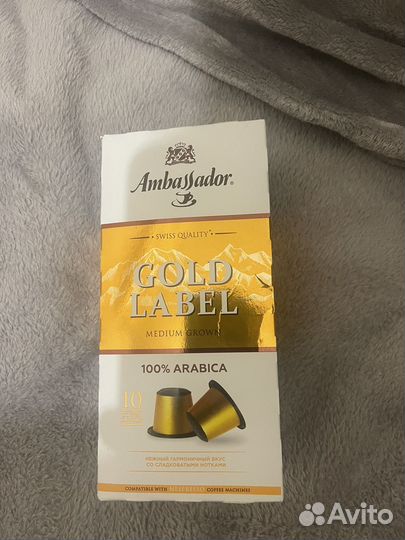 Ambassador®
• SWISS QUALITY* •
GOLD
LABEL
MEDIUM GROWN
100% ARABICA
10
НЕЖНЫЙ ГАРМОНИЧНЫЙ ВКУС
СО СЛАДКОВАТЫМИ НОТКАМИ
COMPATIBLE WITH NESPRESSO COFFEE MACHINES
Avito